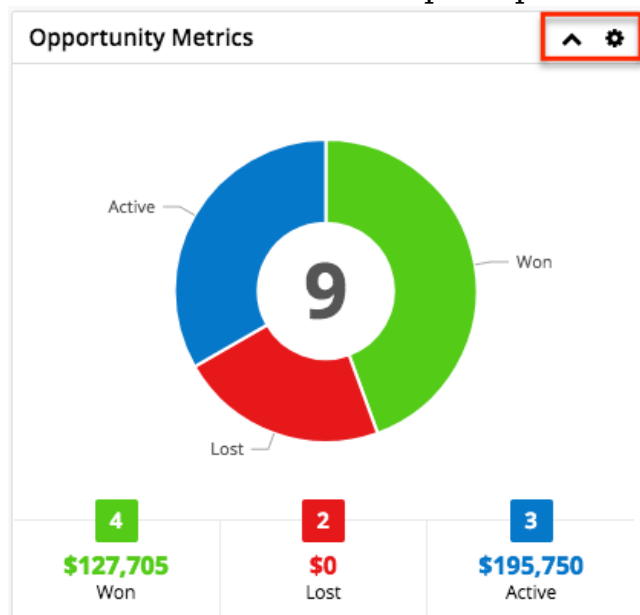 Opportunity Metrics
Active
Won
9
Lost
4 2 3
$127,705 $0 $195,750
Won Lost Active